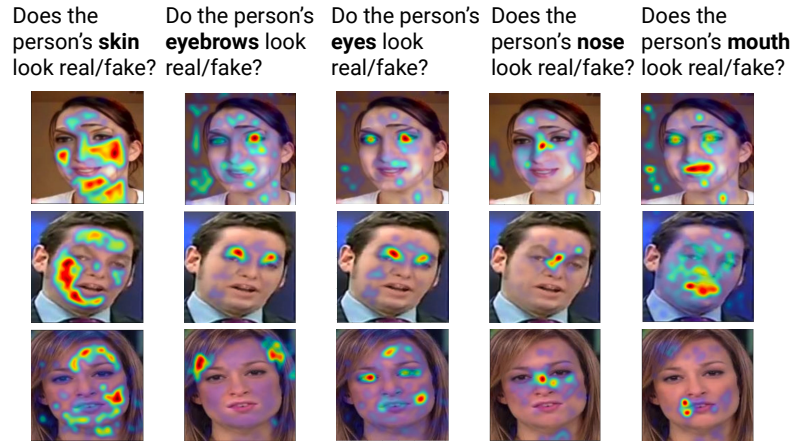 Does the
person's skin
look real/fake?
Do the person's
eyebrows look
real/fake?
Do the person's
eyes look
real/fake?
Does the
person's nose
look real/fake?
Does the
person's mouth
look real/fake?